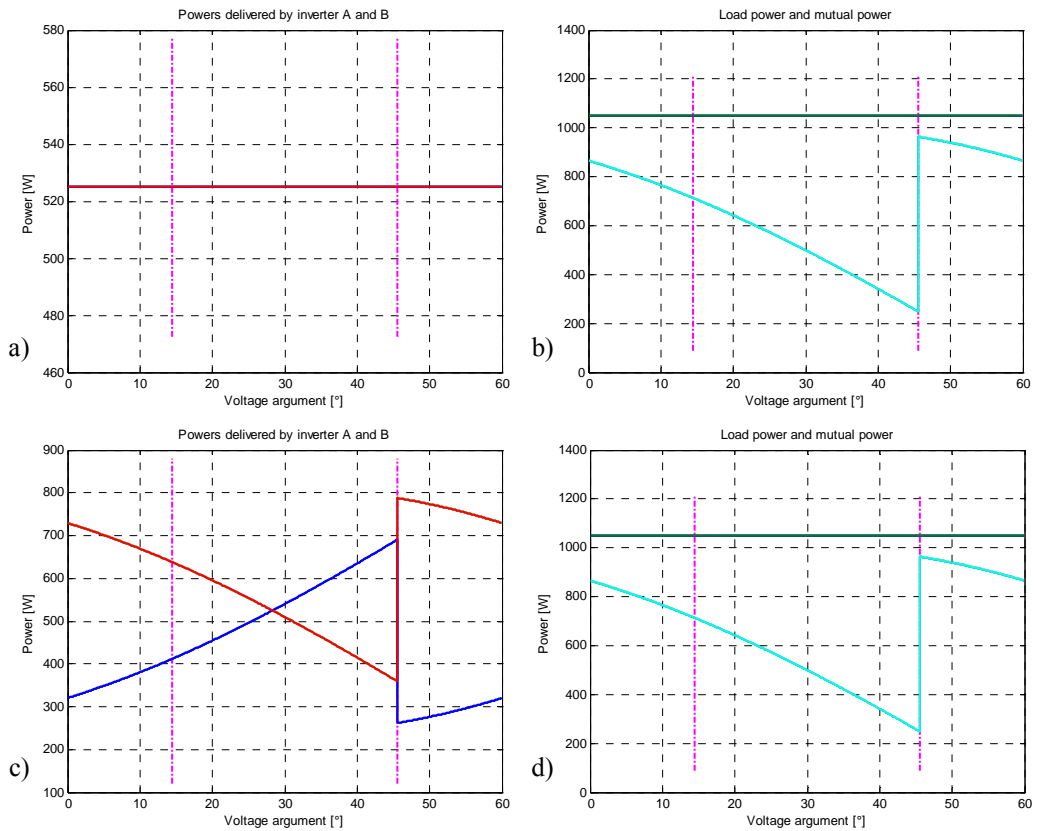 Powers delivered by inverter A and B
580
560
540
520
500
480
460
Power [W]
0 10 20 30 40 50 60
Voltage argument [°]
a)
Load power and mutual power
1400
1200
1000
800
600
400
200
0
Power [W]
0 10 20 30 40 50 60
Voltage argument [°]
b)
Powers delivered by inverter A and B
900
800
700
600
500
400
300
200
100
Power [W]
0 10 20 30 40 50 60
Voltage argument [°]
c)
Load power and mutual power
1400
1200
1000
800
600
400
200
0
Power [W]
0 10 20 30 40 50 60
Voltage argument [°]
d)